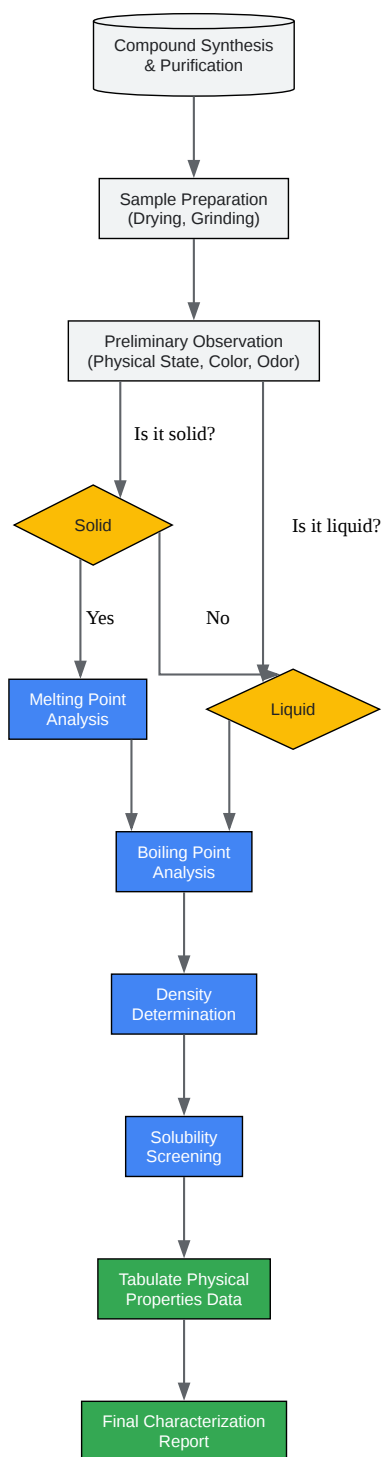 Compound Synthesis
& Purification
Sample Preparation
(Drying, Grinding)
Preliminary Observation
(Physical State, Color, Odor)
Is it solid?
Solid
Is it liquid?
Yes
No
Melting Point
Analysis
Liquid
Boiling Point
Analysis
Density
Determination
Solubility
Screening
Tabulate Physical
Properties Data
Final Characterization
Report